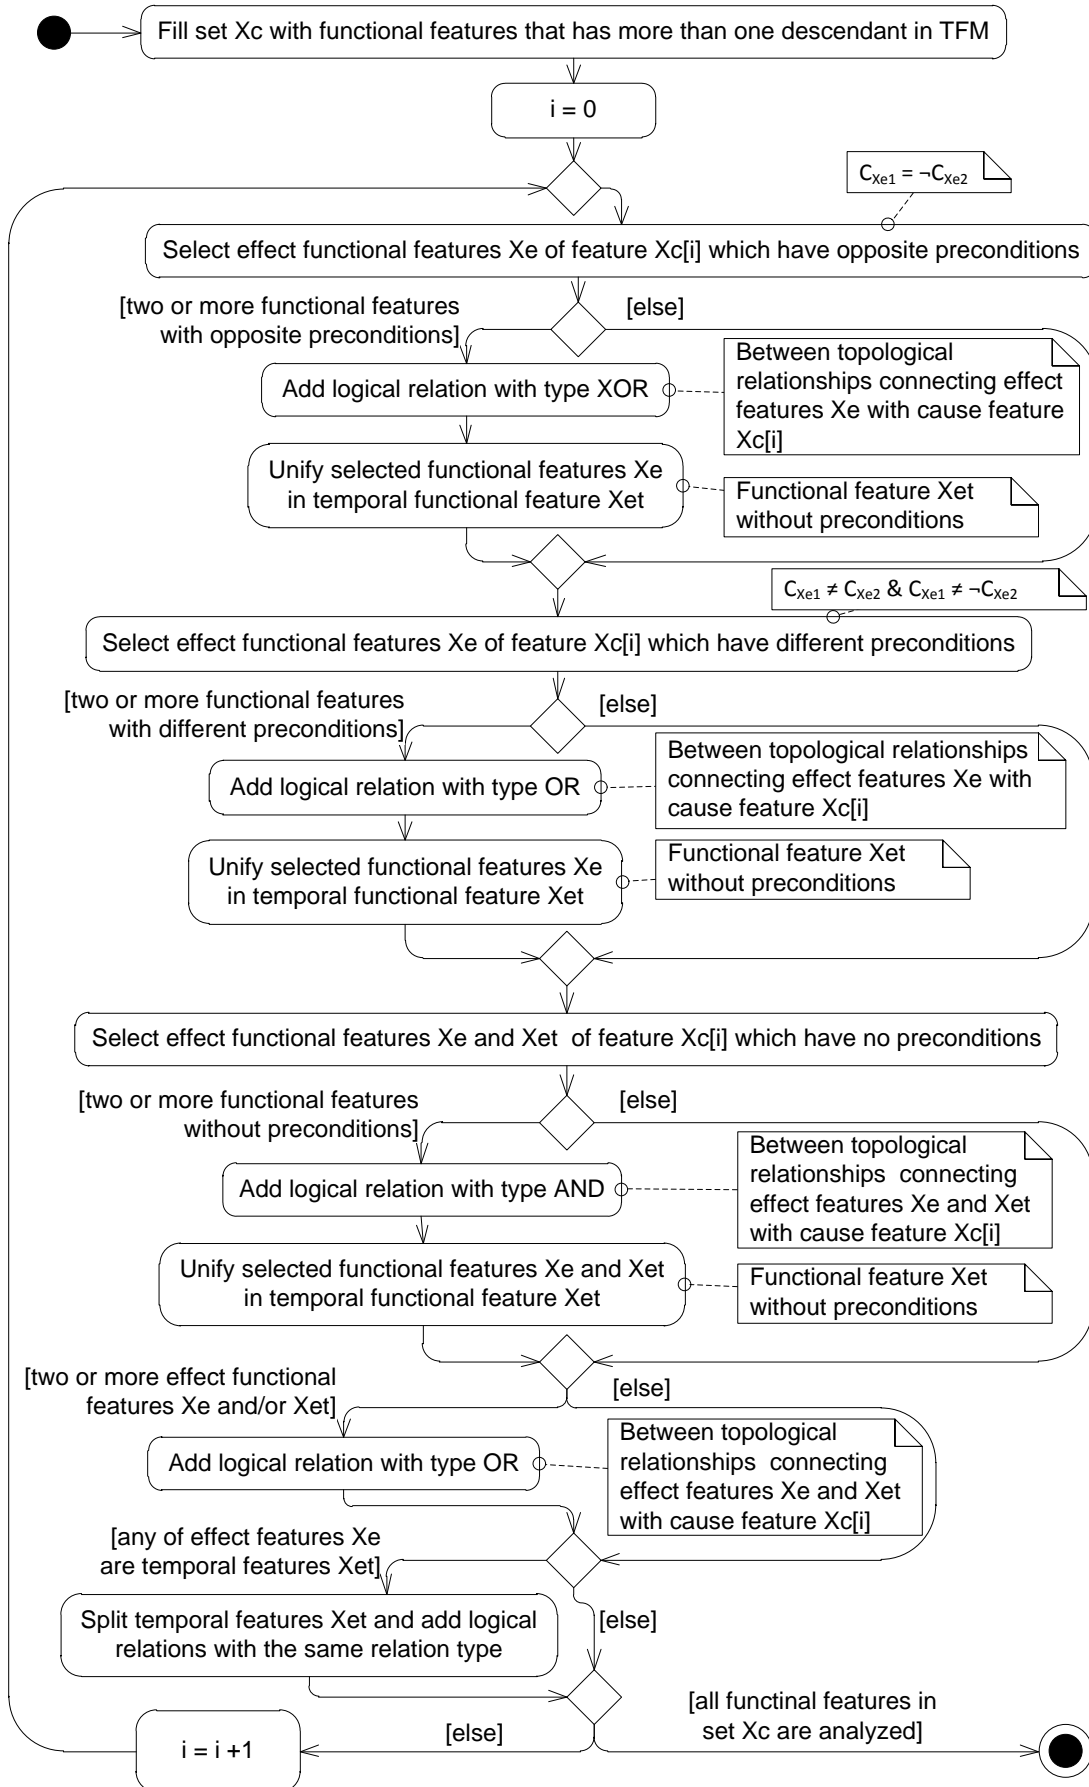 Fill set Xc with functional features that has more than one descendant in TFM
i = 0
C_Xe1 = ¬C_Xe2
Select effect functional features Xe of feature Xc[i] which have opposite preconditions
[two or more functional features
with opposite preconditions]
[else]
Add logical relation with type XOR
Between topological
relationships connecting effect
features Xe with cause feature
Xc[i]
Unify selected functional features Xe
in temporal functional feature Xet
Functional feature Xet
without preconditions
C_Xe1 ≠ C_Xe2 & C_Xe1 ≠ ¬C_Xe2
Select effect functional features Xe of feature Xc[i] which have different preconditions
[two or more functional features
with different preconditions]
[else]
Add logical relation with type OR
Between topological relationships
connecting effect features Xe with
cause feature Xc[i]
Unify selected functional features Xe
in temporal functional feature Xet
Functional feature Xet
without preconditions
Select effect functional features Xe and Xet  of feature Xc[i] which have no preconditions
[two or more functional features
without preconditions]
[else]
Add logical relation with type AND
Between topological
relationships  connecting
effect features Xe and Xet
with cause feature Xc[i]
Unify selected functional features Xe and Xet
in temporal functional feature Xet
Functional feature Xet
without preconditions
[two or more effect functional
features Xe and/or Xet]
[else]
Add logical relation with type OR
Between topological
relationships  connecting
effect features Xe and Xet
with cause feature Xc[i]
[any of effect features Xe
are temporal features Xet]
Split temporal features Xet and add logical
relations with the same relation type
[else]
[all functinal features in
set Xc are analyzed]
[else]
i = i +1